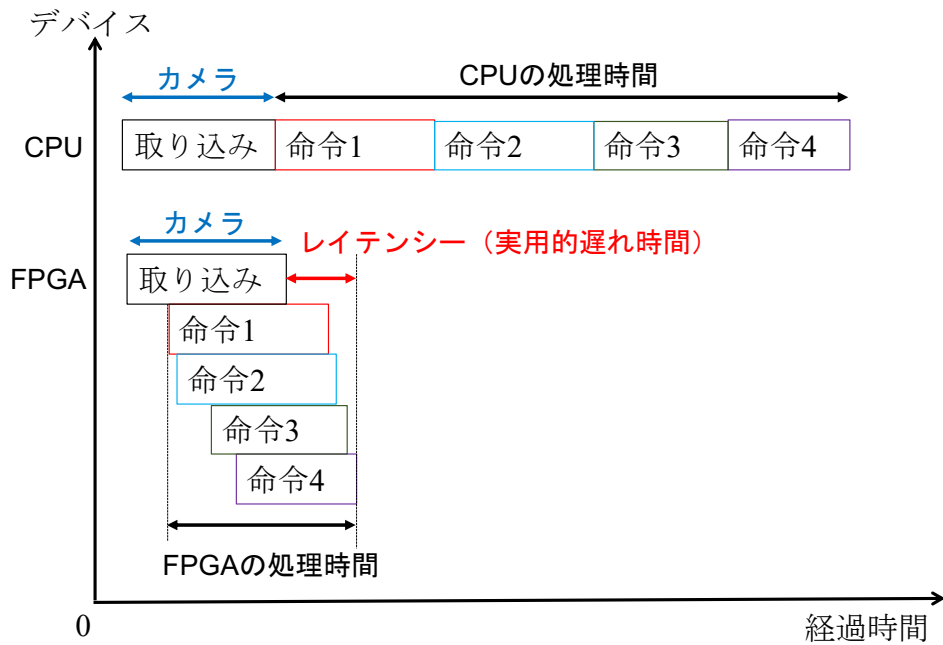 デバイス
カメラ
CPUの処理時間
CPU
取り込み
命令1
命令2
命令3
命令4
カメラ
レイテンシー（実用的遅れ時間）
FPGA
取り込み
命令1
命令2
命令3
命令4
FPGAの処理時間
0
経過時間